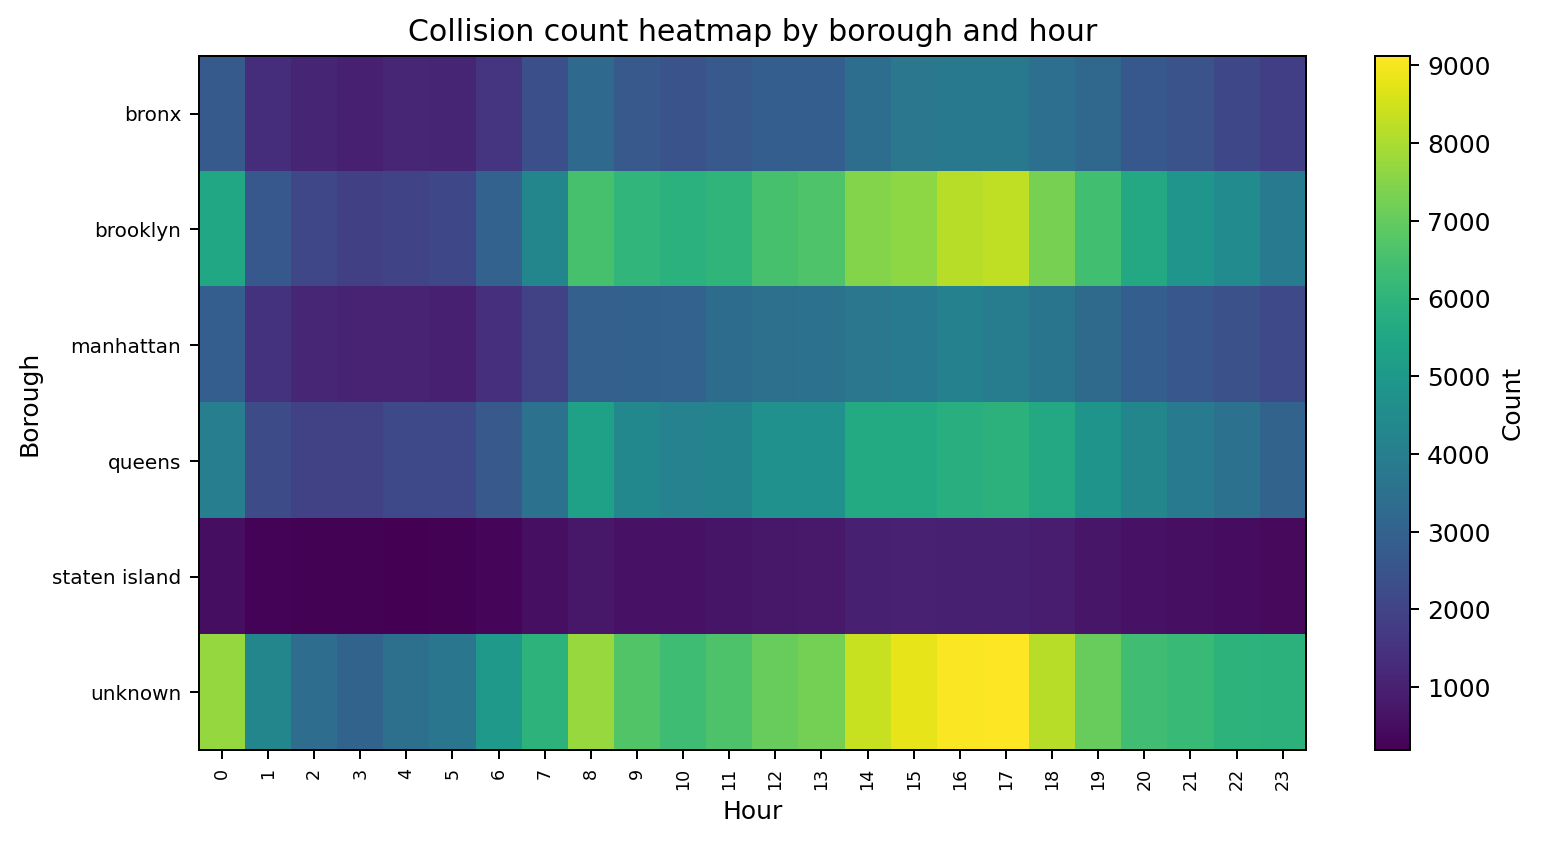 Collision count heatmap by borough and hour
Borough
bronx
brooklyn
manhattan
queens
staten island
unknown
0 1 2 3 4 5 6 7 8 9 10 11 12 13 14 15 16 17 18 19 20 21 22 23
Hour
9000
8000
7000
6000
5000
4000
3000
2000
1000
Count